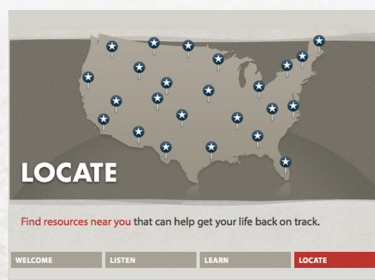 LOCATE
Find resources near you that can help get your life back on track.
WELCOME
LISTEN
LEARN
LOCATE